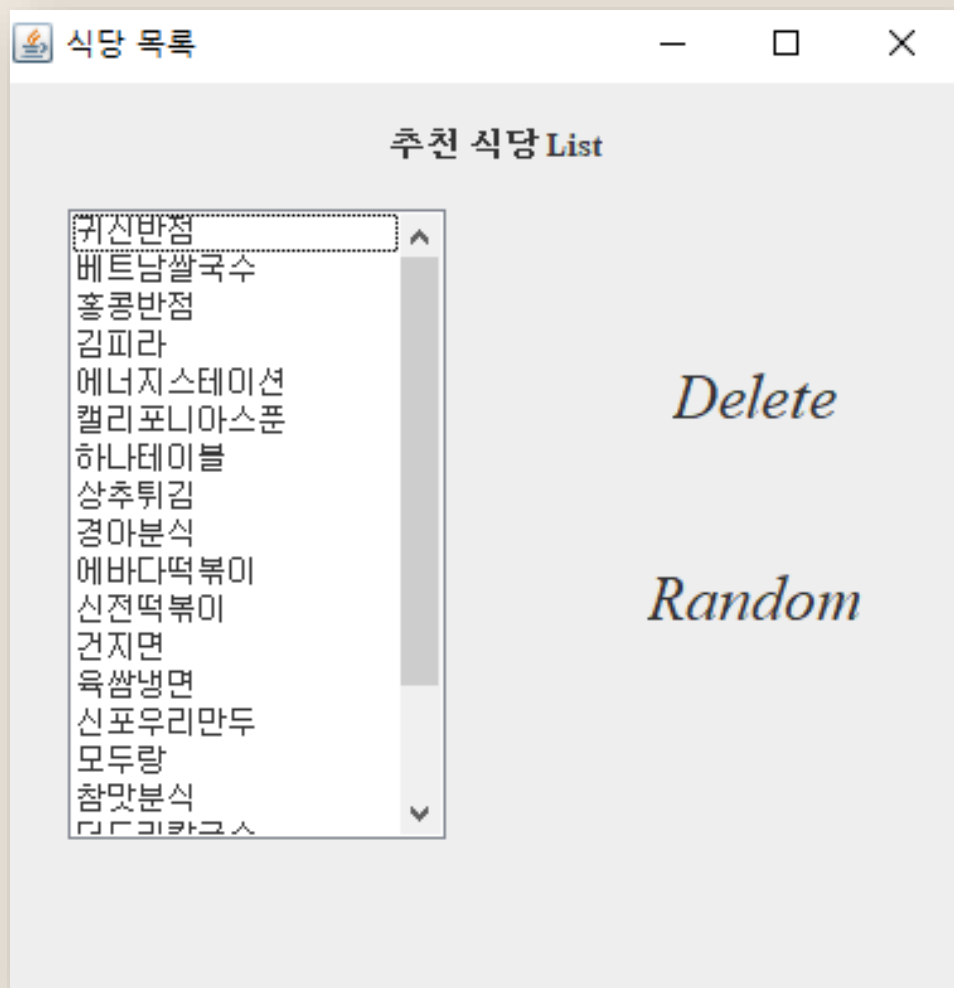 식당 목록
추천 식당 List
귀신반점
베트남쌀국수
홍콩반점
김피라
에너지스테이션
캘리포니아스푼
하나테이블
상추튀김
경아분식
에바다떡볶이
신전떡볶이
건지면
육쌈냉면
신포우리만두
모두랑
참맛분식
Delete
Random